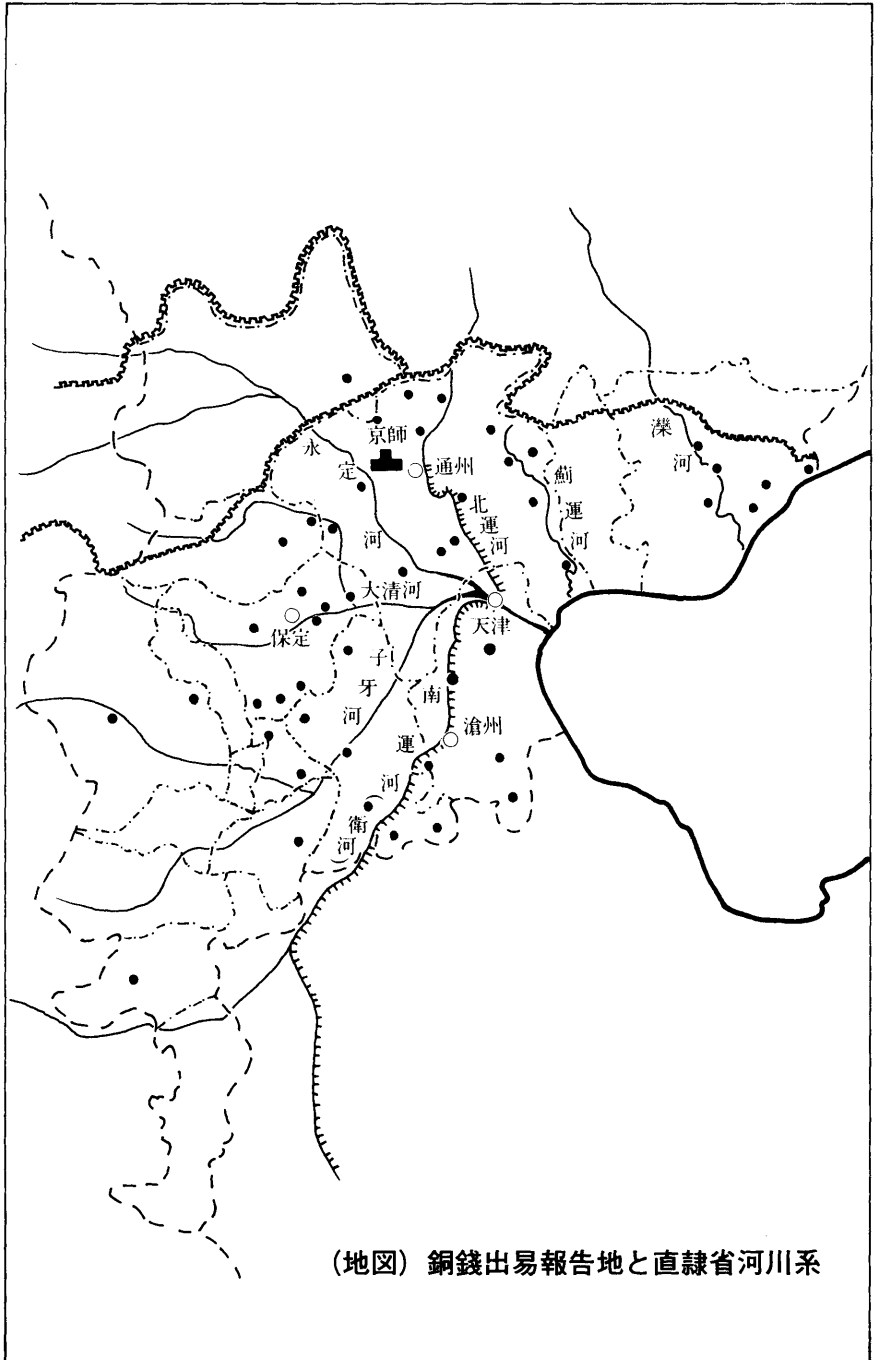 京師
通州
永定河
北運河
薊運河
灤河
大清河
天津
保定
子牙河
南運河
滄州
衛河
(地図) 銅錢出易報告地と直隷省河川系